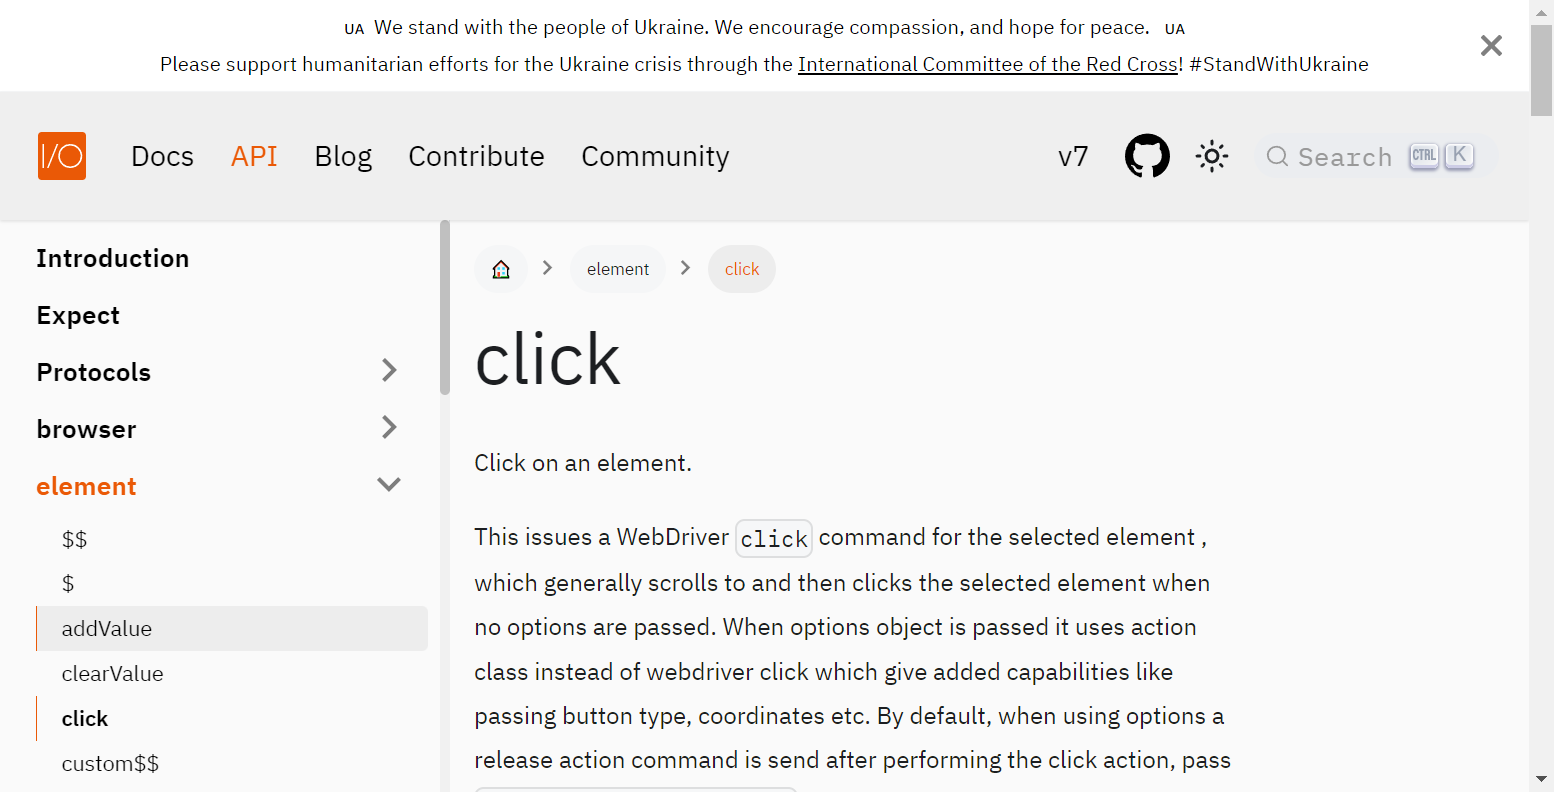 UA We stand with the people of Ukraine. We encourage compassion, and hope for peace. UA
Please support humanitarian efforts for the Ukraine crisis through the International Committee of the Red Cross! #StandWithUkraine
I/O Docs API Blog Contribute Community v7 Search CTRL K
Introduction
Expect
Protocols
browser
element
$$
$
addValue
clearValue
click
custom$$
element click
click
Click on an element.
This issues a WebDriver click command for the selected element ,
which generally scrolls to and then clicks the selected element when
no options are passed. When options object is passed it uses action
class instead of webdriver click which give added capabilities like
passing button type, coordinates etc. By default, when using options a
release action command is send after performing the click action, pass